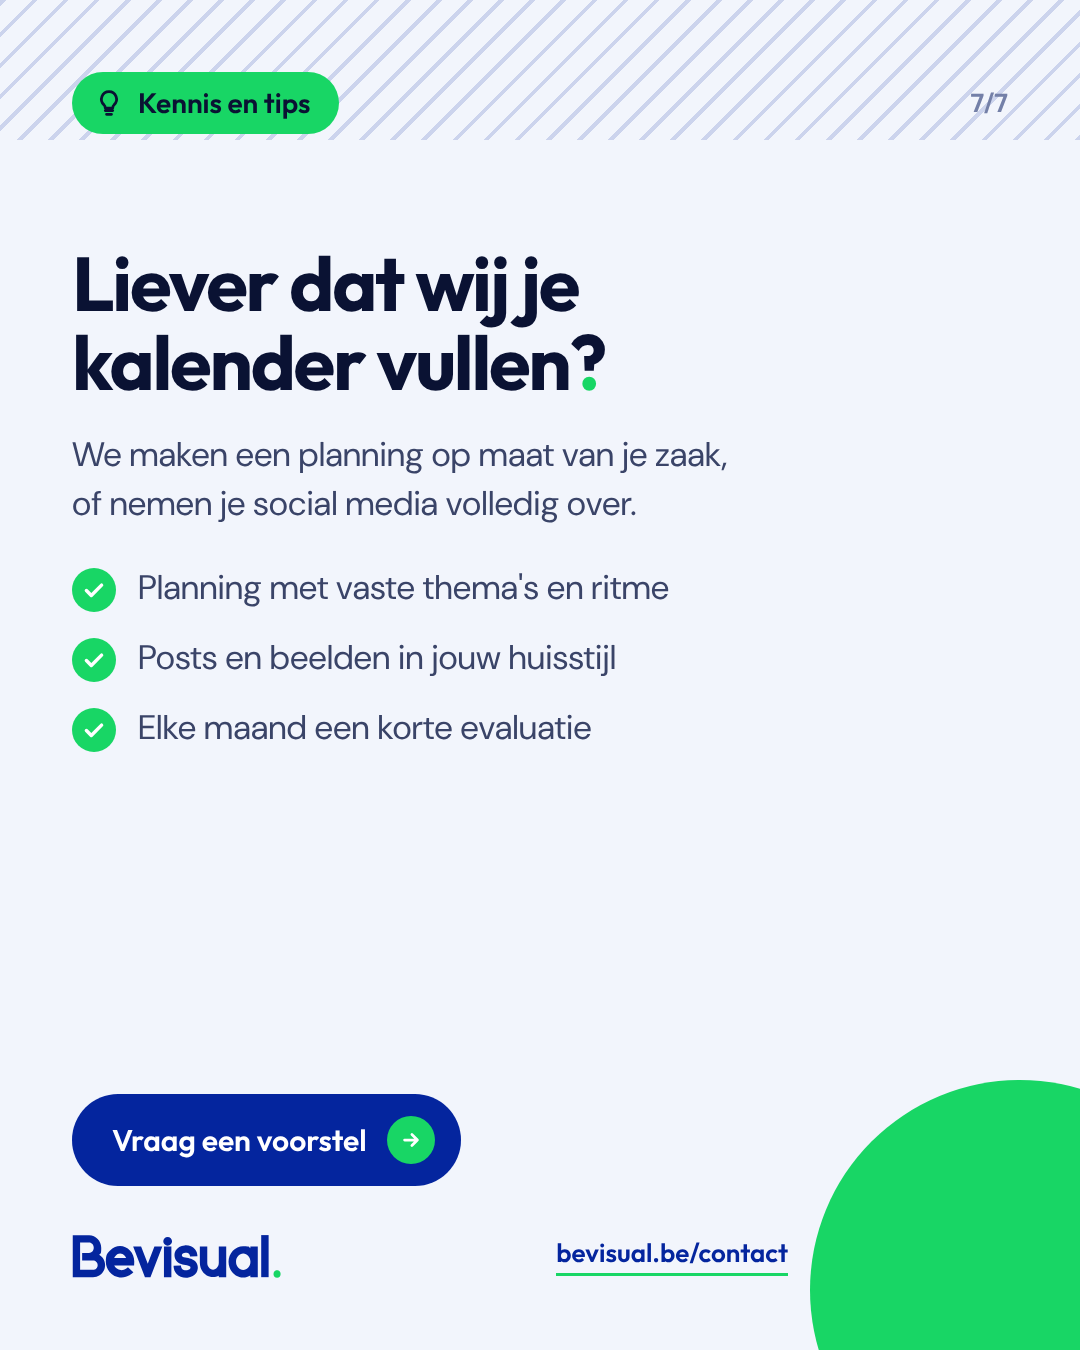 Kennis en tips
7/7
Liever dat wij je
kalender vullen?
We maken een planning op maat van je zaak,
of nemen je social media volledig over.
Planning met vaste thema's en ritme
Posts en beelden in jouw huisstijl
Elke maand een korte evaluatie
Vraag een voorstel
Bevisual.
bevisual.be/contact